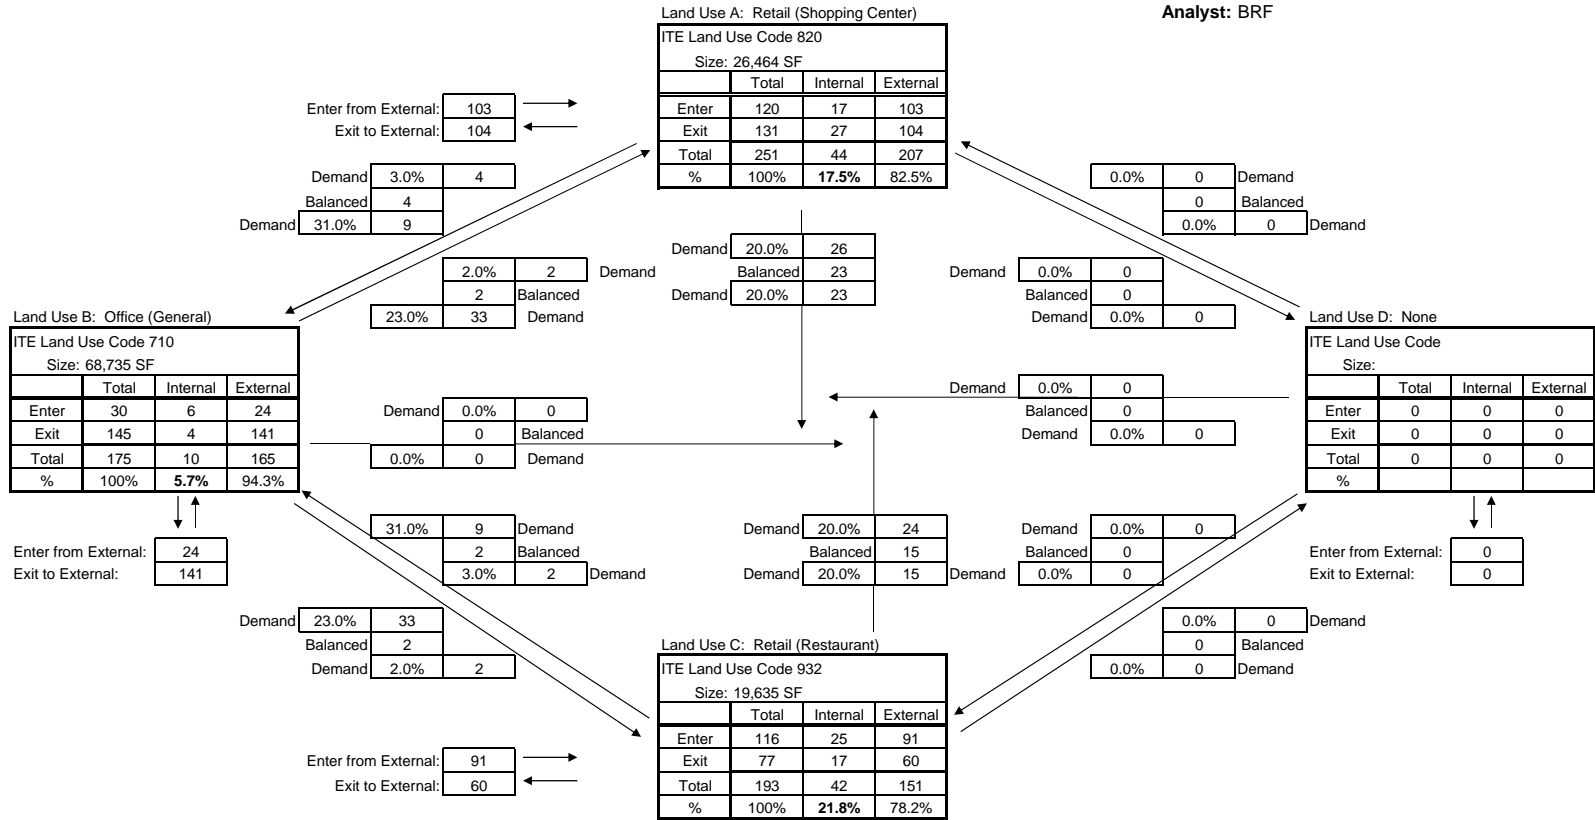 Land Use A: Retail (Shopping Center)
Analyst: BRF
ITE Land Use Code 820
Size: 26,464 SF
Total Internal External
Enter 120 17 103
Exit 131 27 104
Total 251 44 207
% 100% 17.5% 82.5%
Enter from External: 103
Exit to External: 104
Demand 3.0% 4
Balanced 4
Demand 31.0% 9
2.0% 2 Demand
2 Balanced
23.0% 33 Demand
Demand 20.0% 26
Balanced 23
Demand 20.0% 23
0.0% 0 Demand
0 Balanced
0.0% 0 Demand
Demand 0.0% 0
Balanced 0
Demand 0.0% 0
Land Use B: Office (General)
ITE Land Use Code 710
Size: 68,735 SF
Total Internal External
Enter 30 6 24
Exit 145 4 141
Total 175 10 165
% 100% 5.7% 94.3%
Enter from External: 24
Exit to External: 141
Demand 0.0% 0
0 Balanced
0.0% 0 Demand
Demand 0.0% 0
Balanced 0
Demand 0.0% 0
Land Use D: None
ITE Land Use Code
Size:
Total Internal External
Enter 0 0 0
Exit 0 0 0
Total 0 0 0
%
Enter from External: 0
Exit to External: 0
31.0% 9 Demand
2 Balanced
3.0% 2 Demand
Demand 20.0% 24
Balanced 15
Demand 20.0% 15
Demand 0.0% 0
Balanced 0
Demand 0.0% 0
Demand 23.0% 33
Balanced 2
Demand 2.0% 2
0.0% 0 Demand
0 Balanced
0.0% 0 Demand
Land Use C: Retail (Restaurant)
ITE Land Use Code 932
Size: 19,635 SF
Total Internal External
Enter 116 25 91
Exit 77 17 60
Total 193 42 151
% 100% 21.8% 78.2%
Enter from External: 91
Exit to External: 60